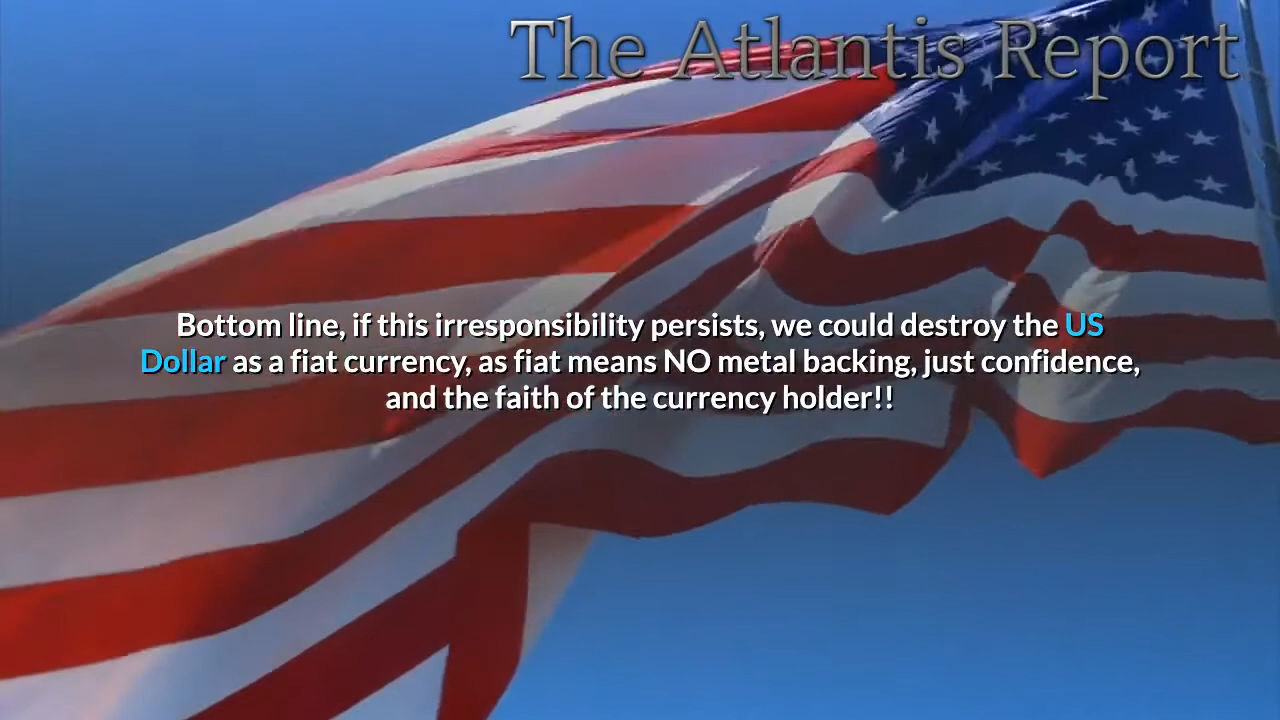 The Atlantis Report
Bottom line, if this irresponsibility persists, we could destroy the US
Dollar as a fiat currency, as fiat means NO metal backing, just confidence,
and the faith of the currency holder!!